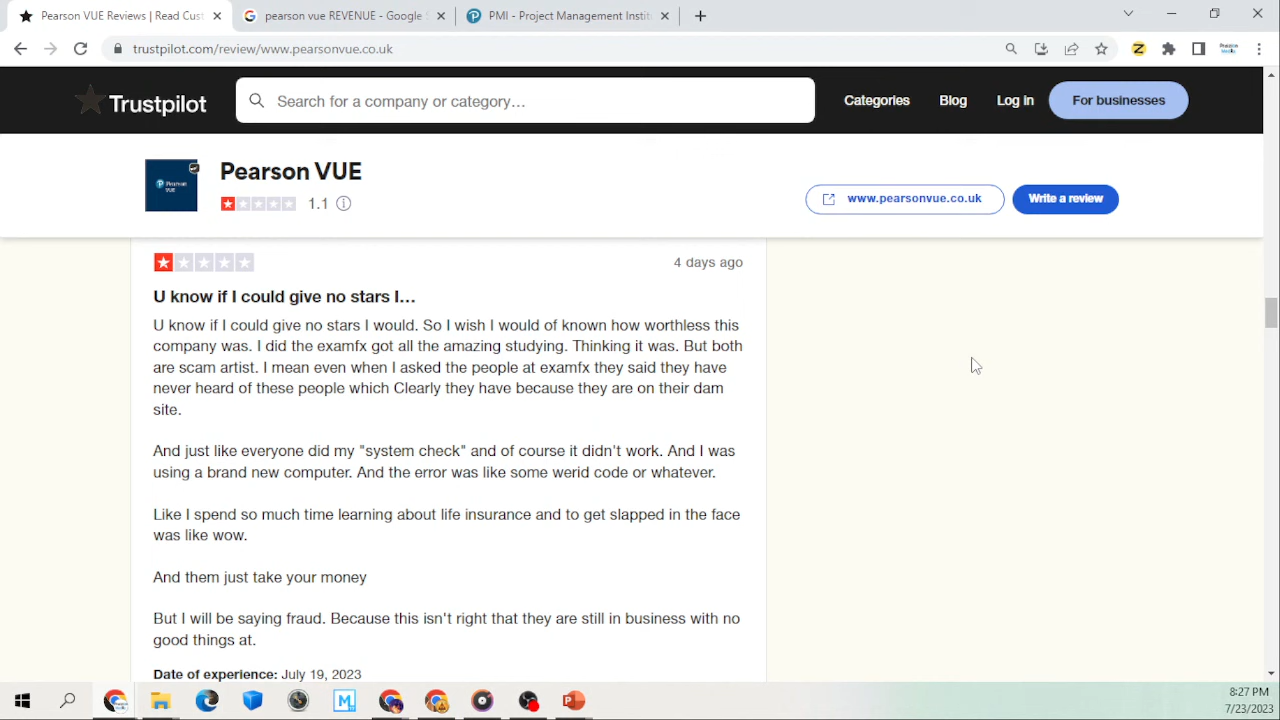 Pearson VUE Reviews | Read Cust
pearson vue REVENUE - Google S
PMI - Project Management Instit
trustpilot.com/review/www.pearsonvue.co.uk
Trustpilot
Search for a company or category…
Categories
Blog
Log in
For businesses
Pearson VUE
Pearson VUE
1.1
www.pearsonvue.co.uk
Write a review
4 days ago
U know if I could give no stars I…
U know if I could give no stars I would. So I wish I would of known how worthless this
company was. I did the examfx got all the amazing studying. Thinking it was. But both
are scam artist. I mean even when I asked the people at examfx they said they have
never heard of these people which Clearly they have because they are on their dam
site.
And just like everyone did my "system check" and of course it didn't work. And I was
using a brand new computer. And the error was like some werid code or whatever.
Like I spend so much time learning about life insurance and to get slapped in the face
was like wow.
And them just take your money
But I will be saying fraud. Because this isn't right that they are still in business with no
good things at.
Date of experience: July 19, 2023
8:27 PM
7/23/2023